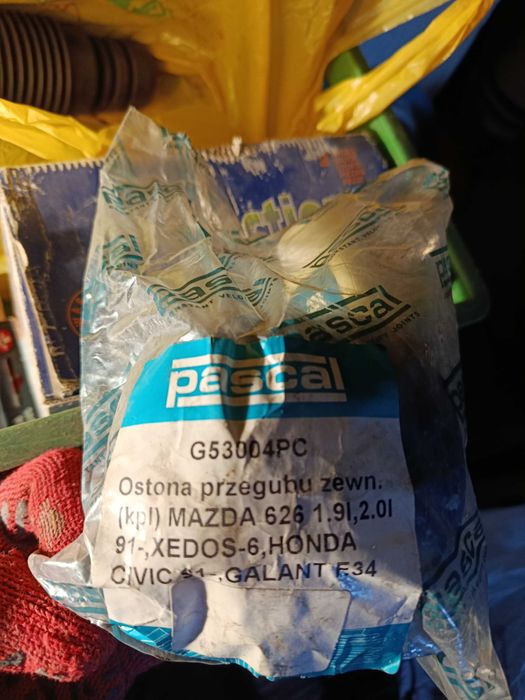 pascal
pascal
G53004PC
Ostona przegubu zewn.
(kpl) MAZDA 626 1.9l,2.0l
91-,XEDOS-6,HONDA
CIVIC 91-,GALANT E34